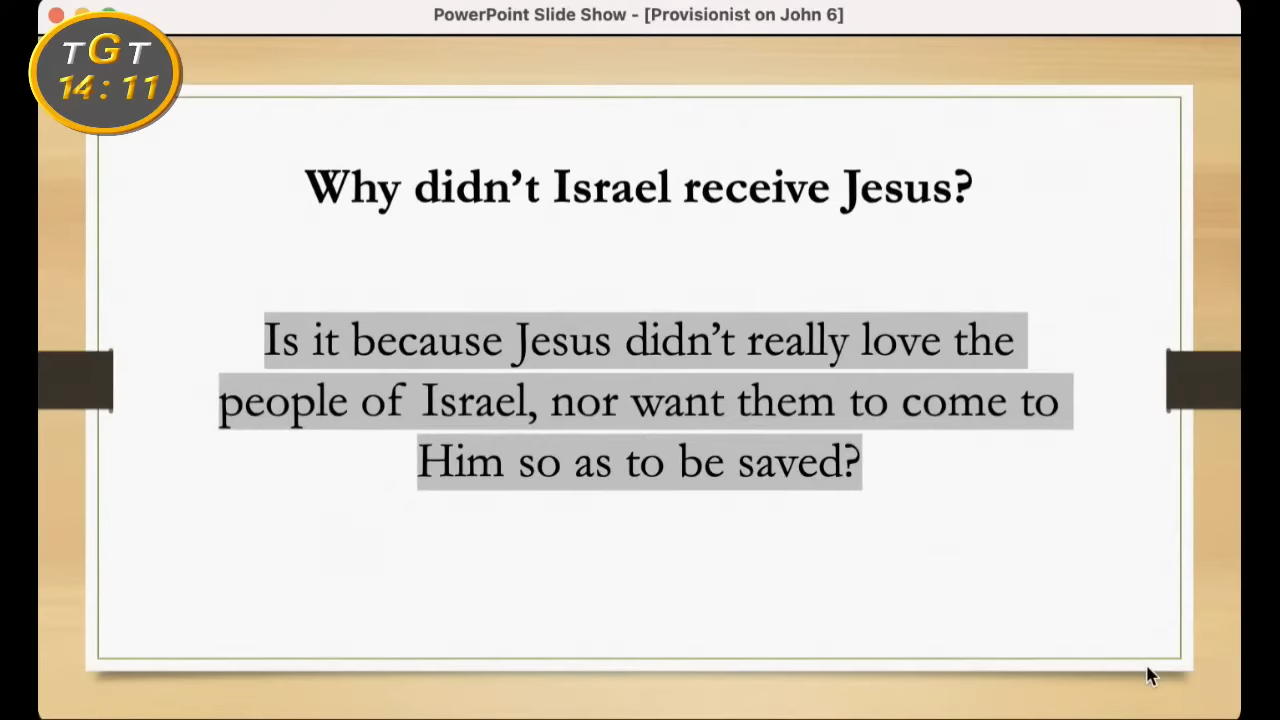 PowerPoint Slide Show - [Provisionist on John 6]
TGT
14:11
Why didn’t Israel receive Jesus?
Is it because Jesus didn’t really love the
people of Israel, nor want them to come to
Him so as to be saved?